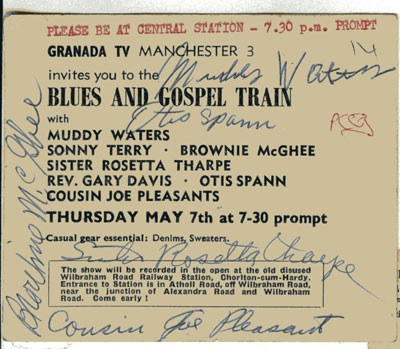 PLEASE BE AT CENTRAL STATION - 7.30 p.m. PROMPT
GRANADA TV MANCHESTER 3
14
invites you to the
Muddy Waters
BLUES AND GOSPEL TRAIN
Otis Spann
with
MUDDY WATERS
SONNY TERRY · BROWNIE McGHEE
SISTER ROSETTA THARPE
REV. GARY DAVIS · OTIS SPANN
COUSIN JOE PLEASANTS
THURSDAY MAY 7th at 7-30 prompt
Casual gear essential: Denims, Sweaters.
Sister Rosetta Tharpe
The show will be recorded in the open at the old disused
Wilbraham Road Railway Station, Chorlton-cum-Hardy.
Entrance to Station is in Atholl Road, off Wilbraham Road,
near the junction of Alexandra Road and Wilbraham
Road. Come early !
Cousin Joe Pleasant
Brownie McGhee